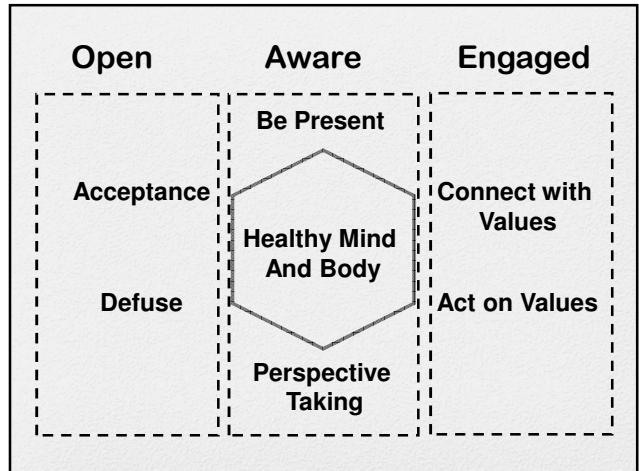 Open
Aware
Engaged
Be Present
Acceptance
Connect with
Values
Healthy Mind
And Body
Defuse
Act on Values
Perspective
Taking